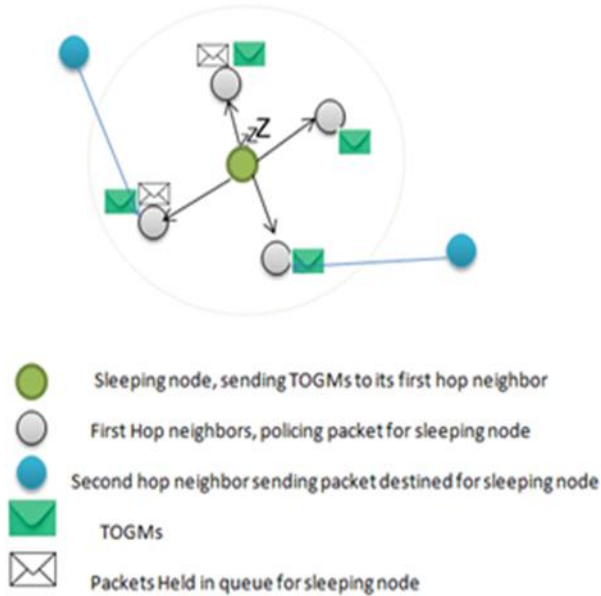 zzZ
Sleeping node, sending TOGMs to its first hop neighbor
First Hop neighbors, policing packet for sleeping node
Second hop neighbor sending packet destined for sleeping node
TOGMs
Packets Held in queue for sleeping node